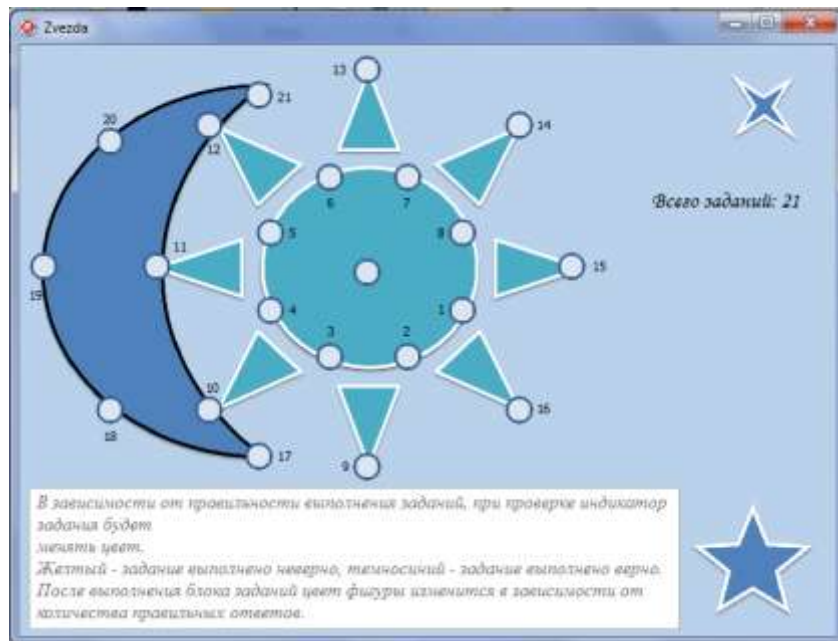 Zvezda
13
21
14
20
12
6
7
Всего заданий: 21
5
8
11
15
19
4
1
3
2
10
16
18
17
9
В зависимости от правильности выполнения заданий, при проверке индикатор
задания будет
менять цвет.
Желтый - задание выполнено неверно, темносиний - задание выполнено верно.
После выполнения блока заданий цвет фигуры изменится в зависимости от
количества правильных ответов.